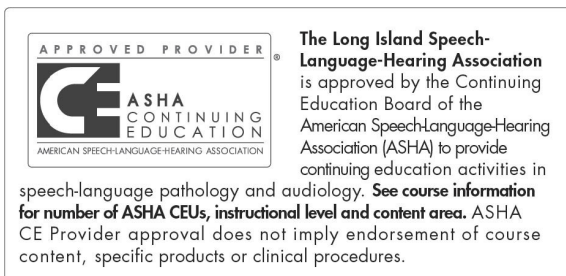 APPROVED PROVIDER
®
CE
ASHA
CONTINUING
EDUCATION
AMERICAN SPEECH-LANGUAGE-HEARING ASSOCIATION
The Long Island Speech-
Language-Hearing Association
is approved by the Continuing
Education Board of the
American Speech-Language-Hearing
Association (ASHA) to provide
continuing education activities in
speech-language pathology and audiology. See course information
for number of ASHA CEUs, instructional level and content area. ASHA
CE Provider approval does not imply endorsement of course
content, specific products or clinical procedures.